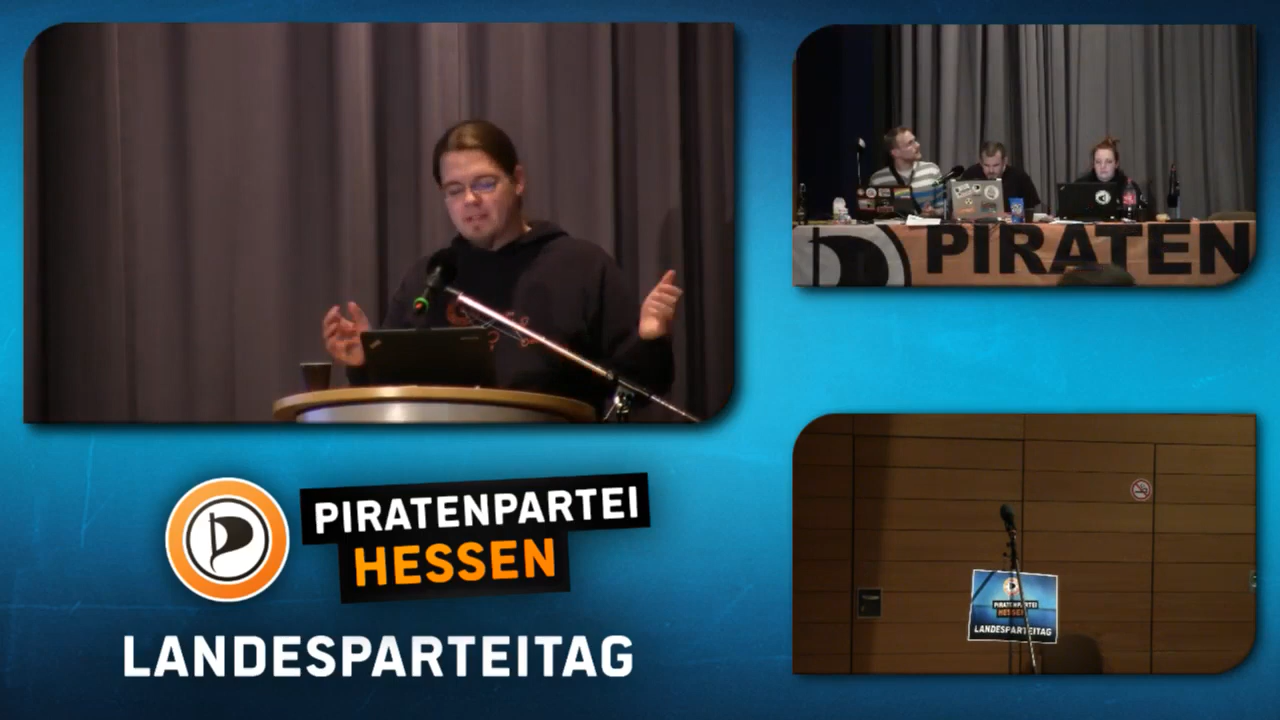 PIRATEN
PIRATENPARTEI
HESSEN
LANDESPARTEITAG
PIRATENPARTEI
HESSEN
LANDESPARTEITAG